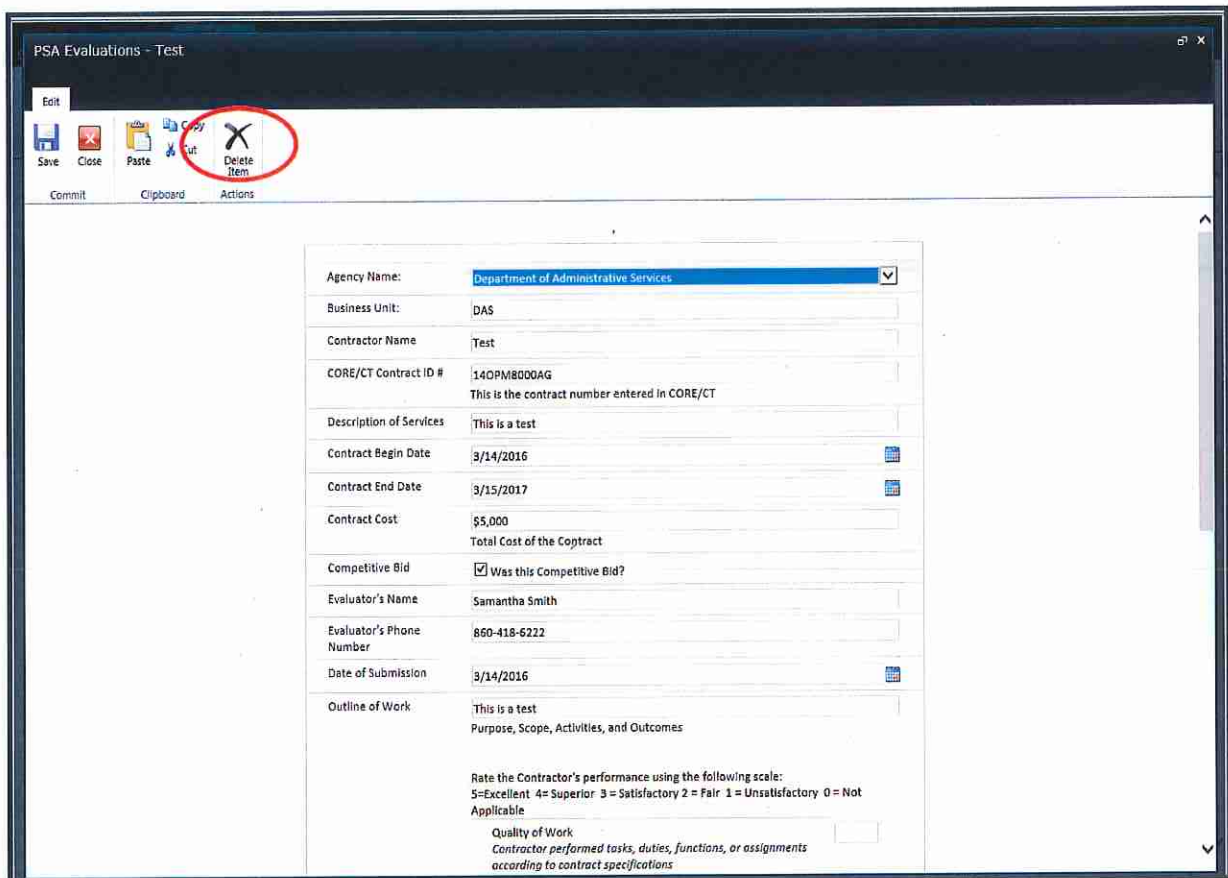 PSA Evaluations - Test
Edit
Save
Close
Paste
Copy
Cut
Delete
Item
Commit
Clipboard
Actions
Agency Name:
Department of Administrative Services
Business Unit:
DAS
Contractor Name
Test
CORE/CT Contract ID #
14OPM8000AG
This is the contract number entered in CORE/CT
Description of Services
This is a test
Contract Begin Date
3/14/2016
Contract End Date
3/15/2017
Contract Cost
$5,000
Total Cost of the Contract
Competitive Bid
Was this Competitive Bid?
Evaluator's Name
Samantha Smith
Evaluator's Phone
Number
860-418-6222
Date of Submission
3/14/2016
Outline of Work
This is a test
Purpose, Scope, Activities, and Outcomes
Rate the Contractor's performance using the following scale:
5=Excellent 4= Superior 3 = Satisfactory 2 = Fair 1 = Unsatisfactory 0 = Not
Applicable
Quality of Work
Contractor performed tasks, duties, functions, or assignments
according to contract specifications